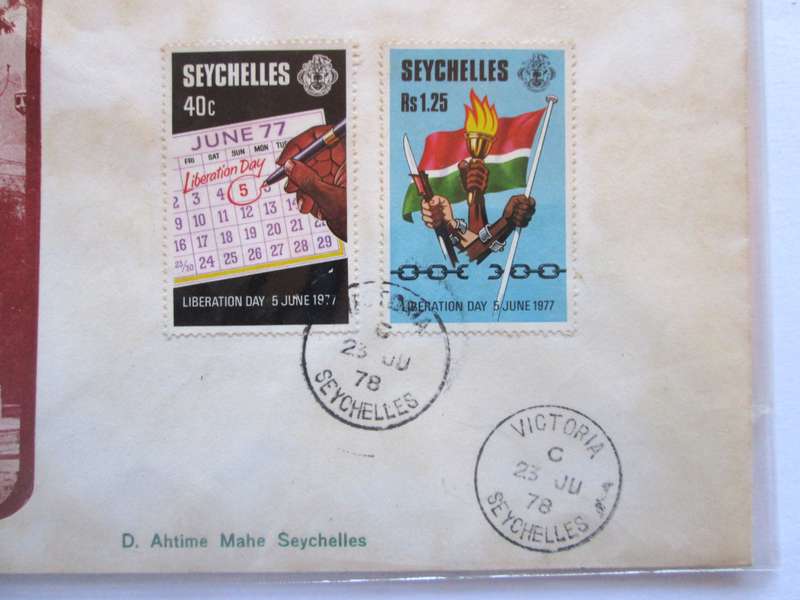 SEYCHELLES
40c
JUNE 77
FRI SAT SUN MON TUE
Liberation Day
2 3 4 5
9 10 11 12 13 14
16 17 18 19 20 21 22
23/30 24 25 26 27 28 29
LIBERATION DAY 5 JUNE 1977
SEYCHELLES
Rs 1.25
LIBERATION DAY 5 JUNE 1977
VICTORIA
C
23 JU
78
SEYCHELLES
VICTORIA
C
23 JU
78
SEYCHELLES
D. Ahtime Mahe Seychelles